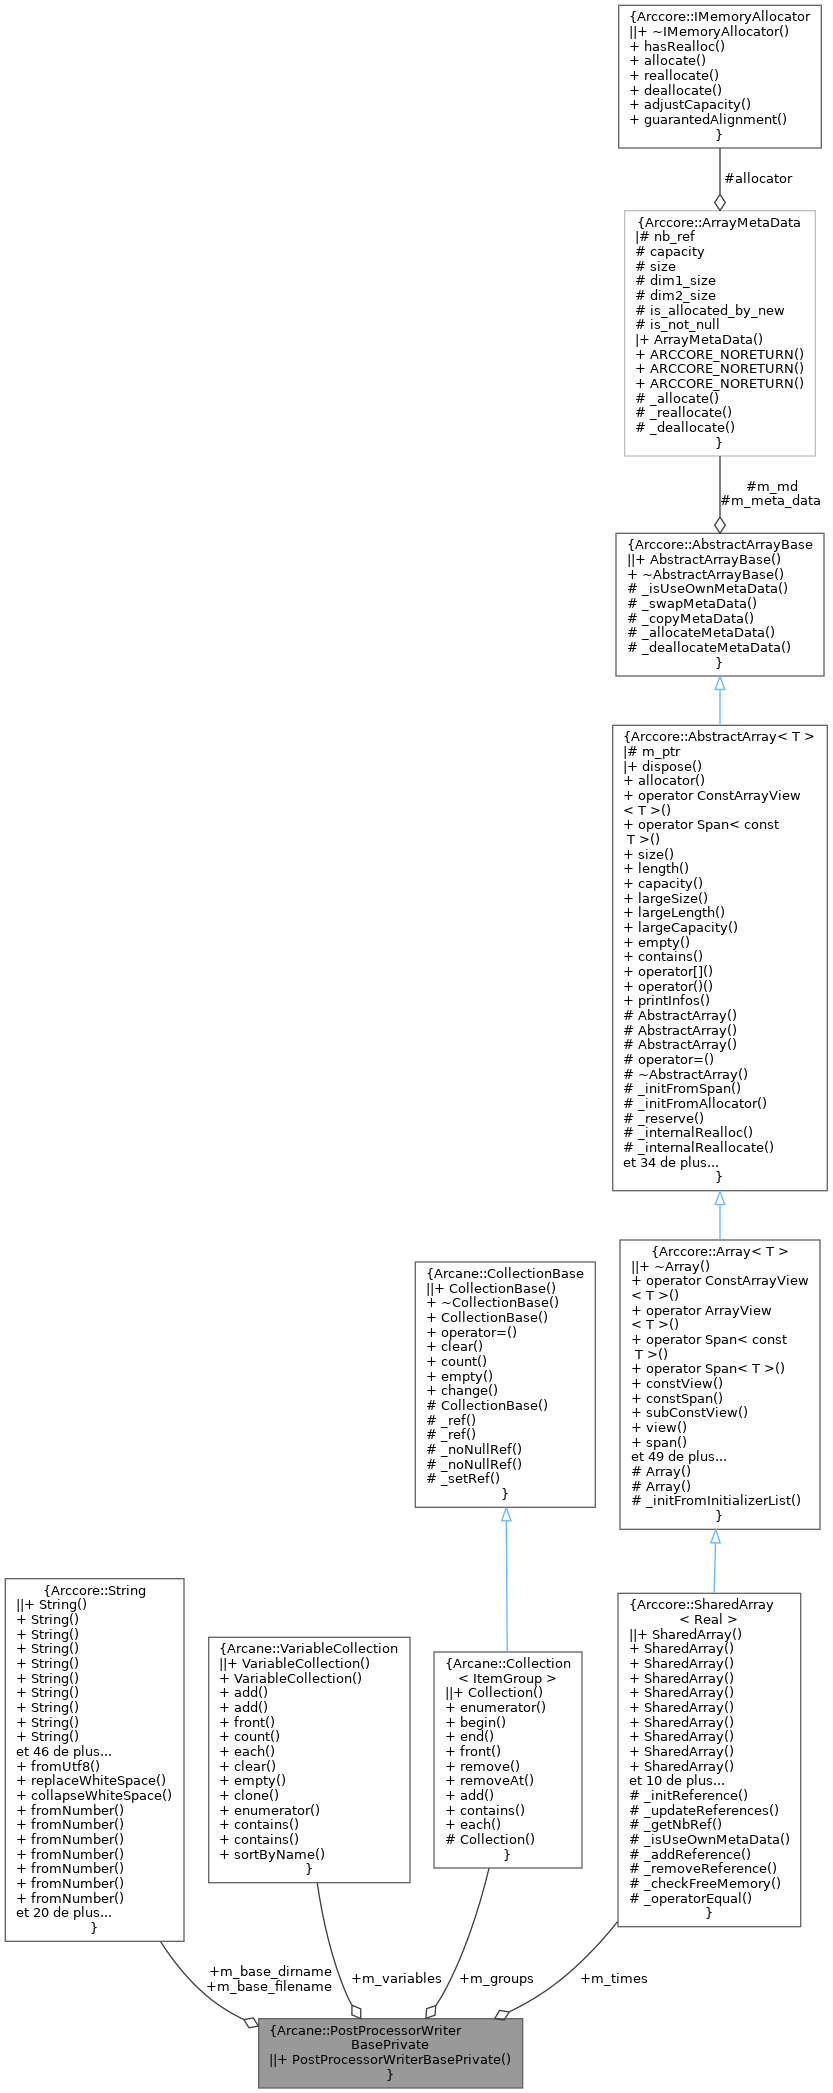 {Arccore::IMemoryAllocator
||+ ~IMemoryAllocator()
+ hasRealloc()
+ allocate()
+ reallocate()
+ deallocate()
+ adjustCapacity()
+ guarantedAlignment()
}
#allocator
{Arccore::ArrayMetaData
|# nb_ref
# capacity
# size
# dim1_size
# dim2_size
# is_allocated_by_new
# is_not_null
|+ ArrayMetaData()
+ ARCCORE_NORETURN()
+ ARCCORE_NORETURN()
+ ARCCORE_NORETURN()
# _allocate()
# _reallocate()
# _deallocate()
}
#m_md
#m_meta_data
{Arccore::AbstractArrayBase
||+ AbstractArrayBase()
+ ~AbstractArrayBase()
# _isUseOwnMetaData()
# _swapMetaData()
# _copyMetaData()
# _allocateMetaData()
# _deallocateMetaData()
}
{Arccore::AbstractArray< T >
|# m_ptr
|+ dispose()
+ allocator()
+ operator ConstArrayView
< T >()
+ operator Span< const
T >()
+ size()
+ length()
+ capacity()
+ largeSize()
+ largeLength()
+ largeCapacity()
+ empty()
+ contains()
+ operator[]()
+ operator()()
+ printInfos()
# AbstractArray()
# AbstractArray()
# AbstractArray()
# operator=()
# ~AbstractArray()
# _initFromSpan()
# _initFromAllocator()
# _reserve()
# _internalRealloc()
# _internalReallocate()
et 34 de plus...
}
{Arccore::Array< T >
||+ ~Array()
+ operator ConstArrayView
< T >()
+ operator ArrayView
< T >()
+ operator Span< const
T >()
+ operator Span< T >()
+ constView()
+ constSpan()
+ subConstView()
+ view()
+ span()
et 49 de plus...
# Array()
# Array()
# _initFromInitializerList()
}
{Arcane::CollectionBase
||+ CollectionBase()
+ ~CollectionBase()
+ CollectionBase()
+ operator=()
+ clear()
+ count()
+ empty()
+ change()
# CollectionBase()
# _ref()
# _ref()
# _noNullRef()
# _noNullRef()
# _setRef()
}
{Arccore::String
||+ String()
+ String()
+ String()
+ String()
+ String()
+ String()
+ String()
+ String()
+ String()
+ String()
et 46 de plus...
+ fromUtf8()
+ replaceWhiteSpace()
+ collapseWhiteSpace()
+ fromNumber()
+ fromNumber()
+ fromNumber()
+ fromNumber()
+ fromNumber()
+ fromNumber()
+ fromNumber()
et 20 de plus...
}
{Arcane::VariableCollection
||+ VariableCollection()
+ VariableCollection()
+ add()
+ add()
+ front()
+ count()
+ each()
+ clear()
+ empty()
+ clone()
+ enumerator()
+ contains()
+ contains()
+ sortByName()
}
{Arcane::Collection
< ItemGroup >
||+ Collection()
+ enumerator()
+ begin()
+ end()
+ front()
+ remove()
+ removeAt()
+ add()
+ contains()
+ each()
# Collection()
}
{Arccore::SharedArray
< Real >
||+ SharedArray()
+ SharedArray()
+ SharedArray()
+ SharedArray()
+ SharedArray()
+ SharedArray()
+ SharedArray()
+ SharedArray()
+ SharedArray()
+ SharedArray()
et 10 de plus...
# _initReference()
# _updateReferences()
# _getNbRef()
# _isUseOwnMetaData()
# _addReference()
# _removeReference()
# _checkFreeMemory()
# _operatorEqual()
}
+m_base_dirname
+m_base_filename
+m_variables
+m_groups
+m_times
{Arcane::PostProcessorWriter
BasePrivate
||+ PostProcessorWriterBasePrivate()
}